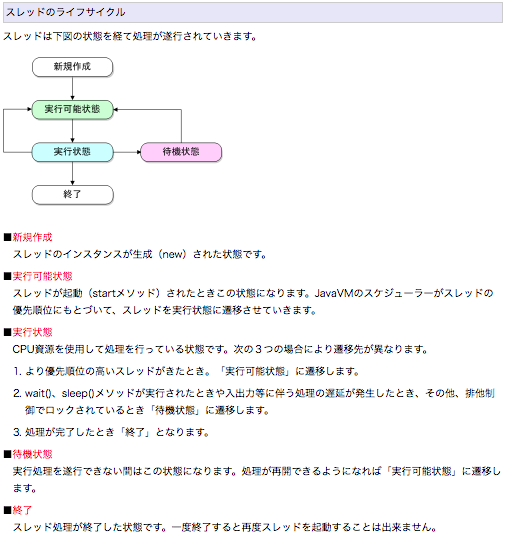 スレッドのライフサイクル
スレッドは下図の状態を経て処理が遂行されていきます。
新規作成
実行可能状態
実行状態
待機状態
終了
■新規作成
スレッドのインスタンスが生成（new）された状態です。
■実行可能状態
スレッドが起動（startメソッド）されたときこの状態になります。JavaVMのスケジューラーがスレッドの
優先順位にもとづいて、スレッドを実行状態に遷移させていきます。
■実行状態
CPU資源を使用して処理を行っている状態です。次の３つの場合により遷移先が異なります。
1. より優先順位の高いスレッドがきたとき。「実行可能状態」に遷移します。
2. wait()、sleep()メソッドが実行されたときや入出力等に伴う処理の遅延が発生したとき、その他、排他制
御でロックされているとき「待機状態」に遷移します。
3. 処理が完了したとき「終了」となります。
■待機状態
実行処理を遂行できない間はこの状態になります。処理が再開できるようになれば「実行可能状態」に遷移し
ます。
■終了
スレッド処理が終了した状態です。一度終了すると再度スレッドを起動することは出来ません。